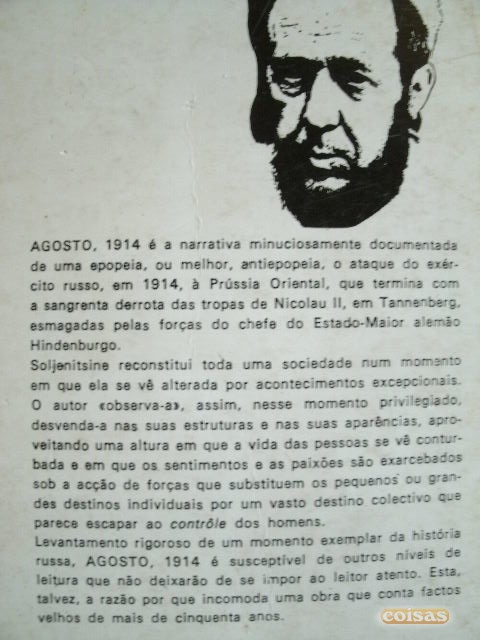 AGOSTO, 1914 é a narrativa minuciosamente documentada
de uma epopeia, ou melhor, antiepopeia, o ataque do exér-
cito russo, em 1914, à Prússia Oriental, que termina com
a sangrenta derrota das tropas de Nicolau II, em Tannenberg,
esmagadas pelas forças do chefe do Estado-Maior alemão
Hindenburgo.
Soljenitsine reconstitui toda uma sociedade num momento
em que ela se vê alterada por acontecimentos excepcionais.
O autor «observa-a», assim, nesse momento privilegiado,
desvenda-a nas suas estruturas e nas suas aparências, apro-
veitando uma altura em que a vida das pessoas se vê contur-
bada e em que os sentimentos e as paixões são exarcebados
sob a acção de forças que substituem os pequenos ou gran-
des destinos individuais por um vasto destino colectivo que
parece escapar ao contrôle dos homens.
Levantamento rigoroso de um momento exemplar da história
russa, AGOSTO, 1914 é susceptível de outros níveis de
leitura que não deixarão de se impor ao leitor atento. Esta,
talvez, a razão por que incomoda uma obra que conta factos
velhos de mais de cinquenta anos.
coisas